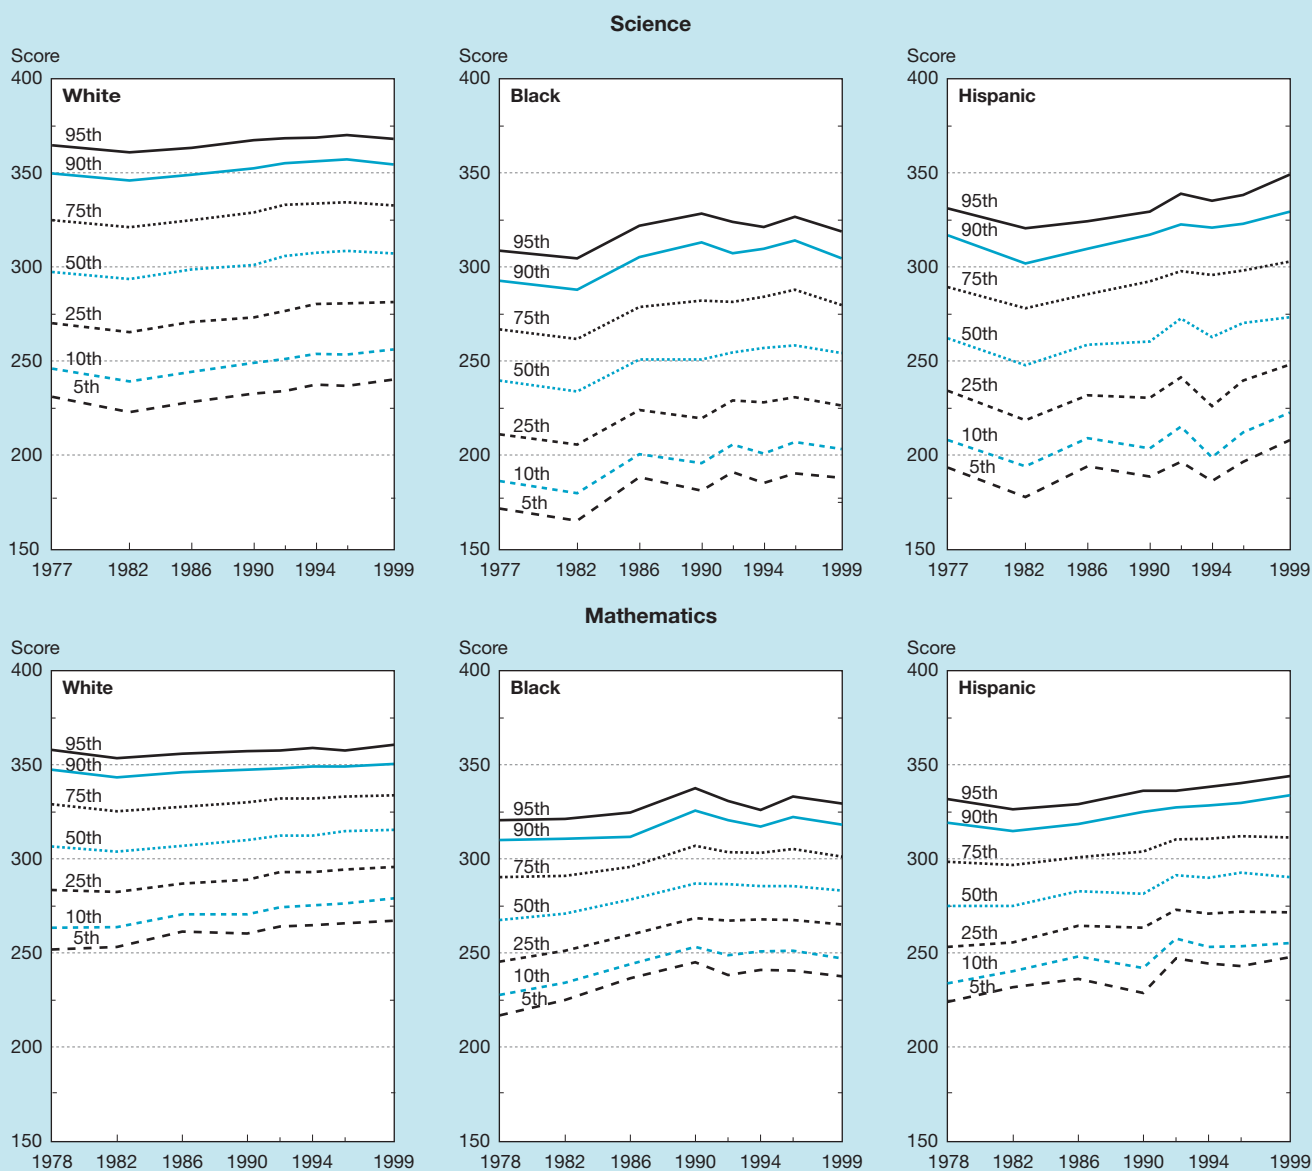 Science
Score Score Score
400 White 400 Black 400 Hispanic
95th
90th
350 350 350
75th
95th
90th
95th
90th
300 50th 300 300
75th
75th
25th
50th
50th
250 10th 250 250
5th
25th
25th
10th
10th
200 200 200
5th
5th
150 150 150
1977 1982 1986 1990 1994 1999 1977 1982 1986 1990 1994 1999 1977 1982 1986 1990 1994 1999
Mathematics
Score Score Score
400 White 400 Black 400 Hispanic
95th
90th
350 350 350
75th
95th
90th
95th
90th
300 50th 300 300
75th
75th
25th
50th
50th
10th
5th
25th
25th
250 250 250
10th
5th
10th
5th
200 200 200
150 150 150
1978 1982 1986 1990 1994 1999 1978 1982 1986 1990 1994 1999 1978 1982 1986 1990 1994 1999